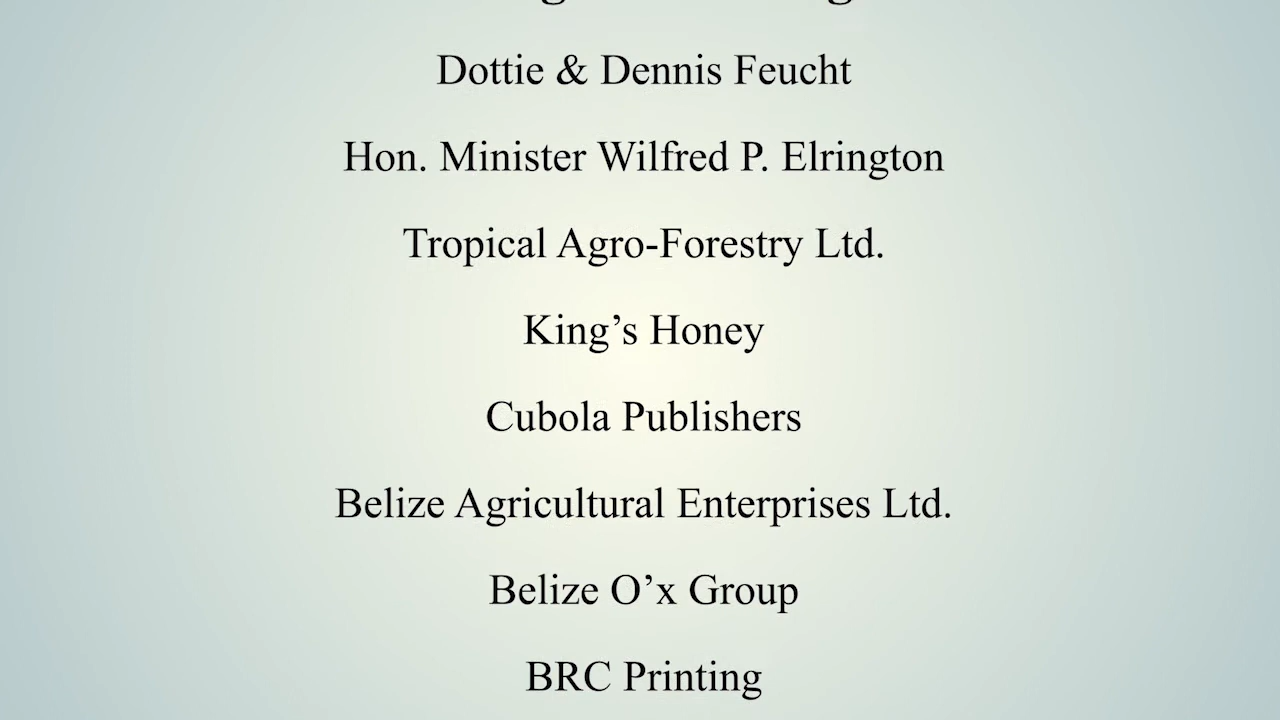 Dottie & Dennis Feucht
Hon. Minister Wilfred P. Elrington
Tropical Agro-Forestry Ltd.
King’s Honey
Cubola Publishers
Belize Agricultural Enterprises Ltd.
Belize O’x Group
BRC Printing